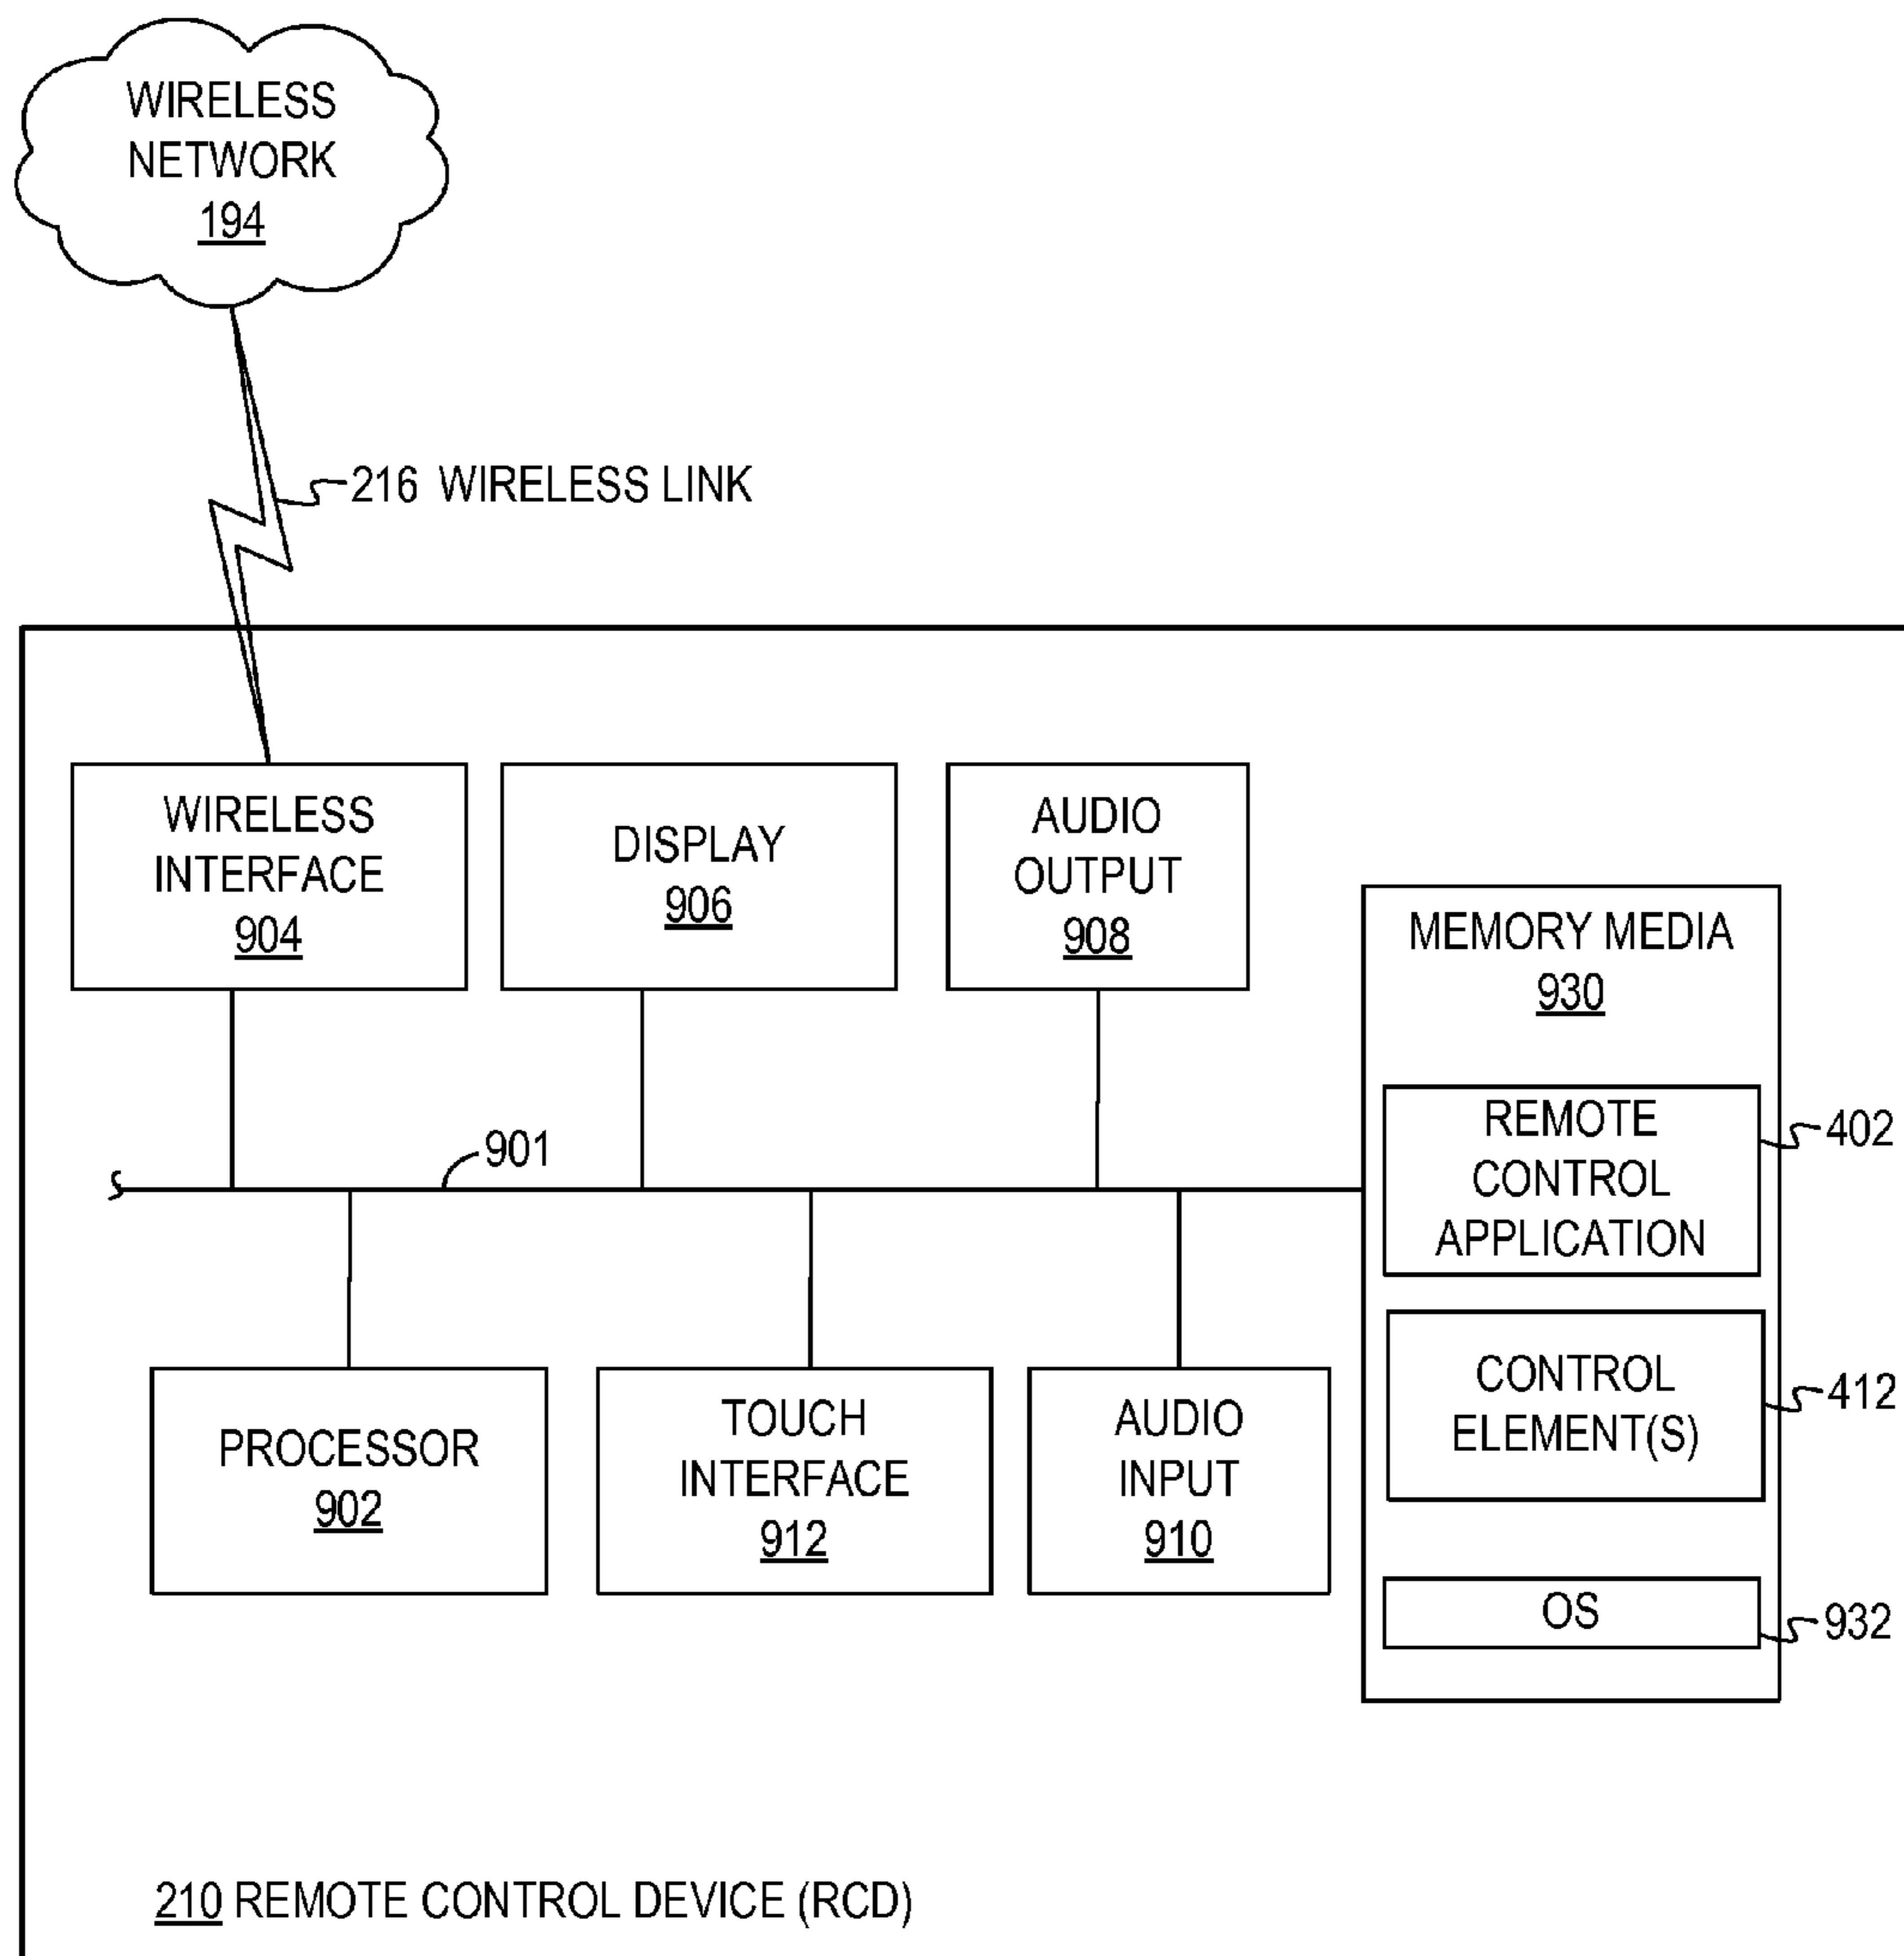 WIRELESS
NETWORK
194
216 WIRELESS LINK
WIRELESS
INTERFACE
904
DISPLAY
906
AUDIO
OUTPUT
908
MEMORY MEDIA
930
REMOTE
CONTROL
APPLICATION
402
901
CONTROL
ELEMENT(S)
412
PROCESSOR
902
TOUCH
INTERFACE
912
AUDIO
INPUT
910
OS
932
210 REMOTE CONTROL DEVICE (RCD)